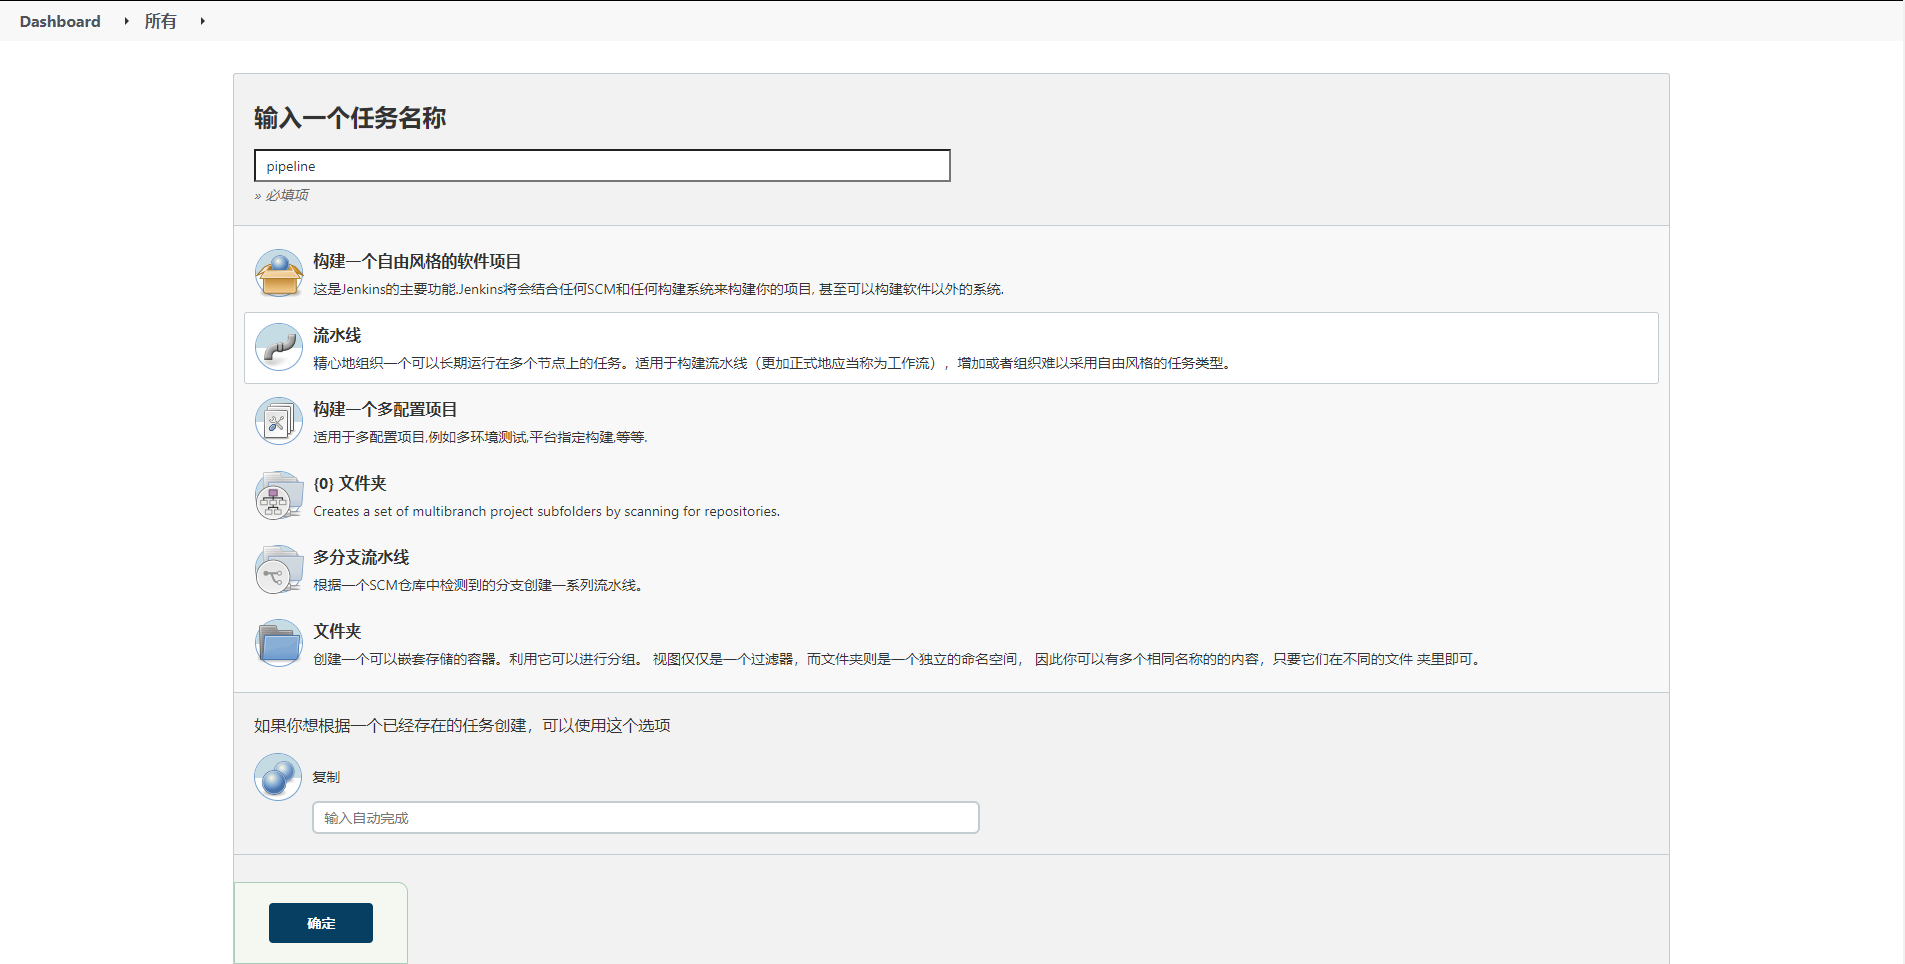 Dashboard
所有
输入一个任务名称
pipeline
» 必填项
构建一个自由风格的软件项目
这是Jenkins的主要功能.Jenkins将会结合任何SCM和任何构建系统来构建你的项目, 甚至可以构建软件以外的系统.
流水线
精心地组织一个可以长期运行在多个节点上的任务。适用于构建流水线（更加正式地应当称为工作流），增加或者组织难以采用自由风格的任务类型。
构建一个多配置项目
适用于多配置项目,例如多环境测试,平台指定构建,等等.
{0} 文件夹
Creates a set of multibranch project subfolders by scanning for repositories.
多分支流水线
根据一个SCM仓库中检测到的分支创建一系列流水线。
文件夹
创建一个可以嵌套存储的容器。利用它可以进行分组。 视图仅仅是一个过滤器，而文件夹则是一个独立的命名空间， 因此你可以有多个相同名称的的内容，只要它们在不同的文件 夹里即可。
如果你想根据一个已经存在的任务创建，可以使用这个选项
复制
输入自动完成
确定